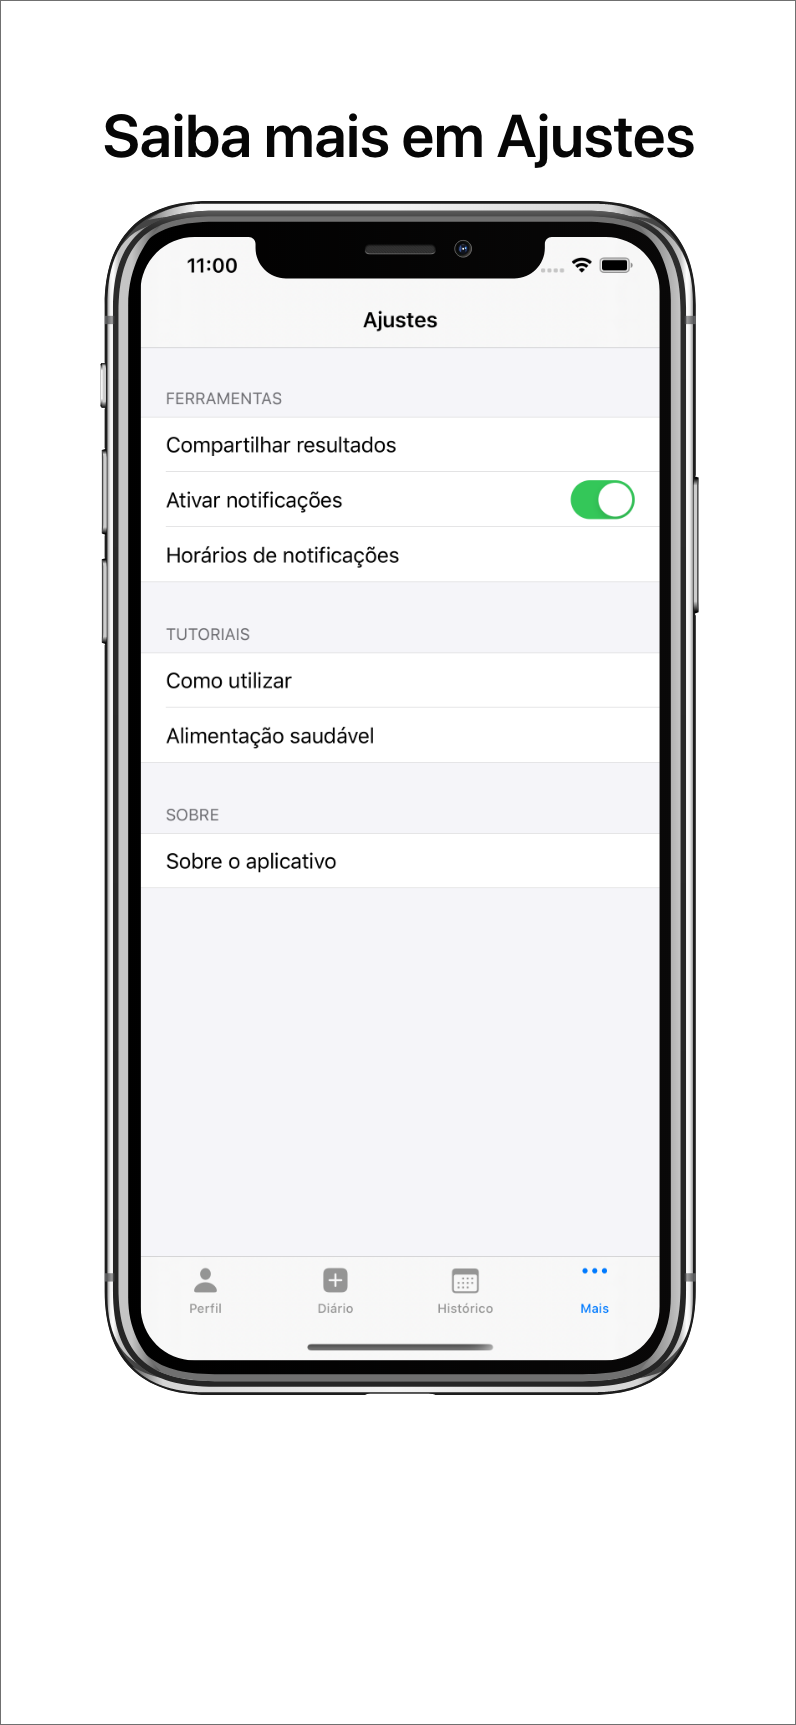 Saiba mais em Ajustes
11:00
Ajustes
FERRAMENTAS
Compartilhar resultados
Ativar notificações
Horários de notificações
TUTORIAIS
Como utilizar
Alimentação saudável
SOBRE
Sobre o aplicativo
Perfil
Diário
Histórico
Mais